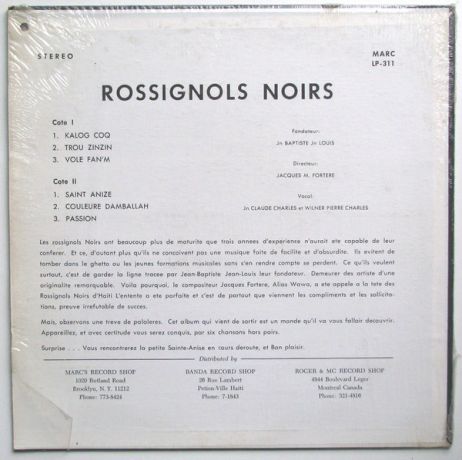 STEREO
MARC
LP-311
ROSSIGNOLS NOIRS
Cote I
1. KALOG COQ
2. TROU ZINZIN
3. VOLE FAN'M
Cote II
1. SAINT ANIZE
2. COULEURE DAMBALLAH
3. PASSION
Fondateur:
Jn BAPTISTE Jn LOUIS
Directeur:
JACQUES M. FORTERE
Vocal:
Jn CLAUDE CHARLES et WILNER PIERRE CHARLES
Les rossignols Noirs ont beaucoup plus de maturite que trois annees d'experience n'aurait ete capable de leur
conferer. Et ce, d'autant plus qu'ils ne concoivent pas une musique faite de facilite et d'absurdite. Ils evitent de
tomber dans le ghetto ou les jeunes formations musicales sans s'en rendre compte se perdent. Ce qu'ils veulent
surtout, c'est de garder la ligne tracee par Jean-Baptiste Jean-Louis leur fondateur. Demeurer des artistes d'une
originalite remarquable. Voila pourquoi, le compositeur Jacques Fortere, Alias Wawa, a ete appele a la tete des
Rossignols Noirs d'Haiti L'entente a ete parfaite et c'est de partout que viennent les compliments et les sollicita-
tions, preuve irrefutable de succes.
Mais, observons une treve de palabres. Cet album qui vient de sortir est un monde qu'il va vous falloir decouvrir.
Appareillez, et avec certitude vous serez conquis, par six chansons hors pairs.
Surprise . . . Vous rencontrerez la petite Sainte-Anise en cours deroute, et Bon plaisir.
Distributed by
MARC'S RECORD SHOP
1020 Rutland Road
Brooklyn, N. Y. 11212
Phone: 773-8424
BANDA RECORD SHOP
26 Rue Lambert
Petion-Ville Haiti
Phone: 7-1843
ROGER & MC RECORD SHOP
4944 Boulevard Leger
Montreal Canada
Phone: 321-4816